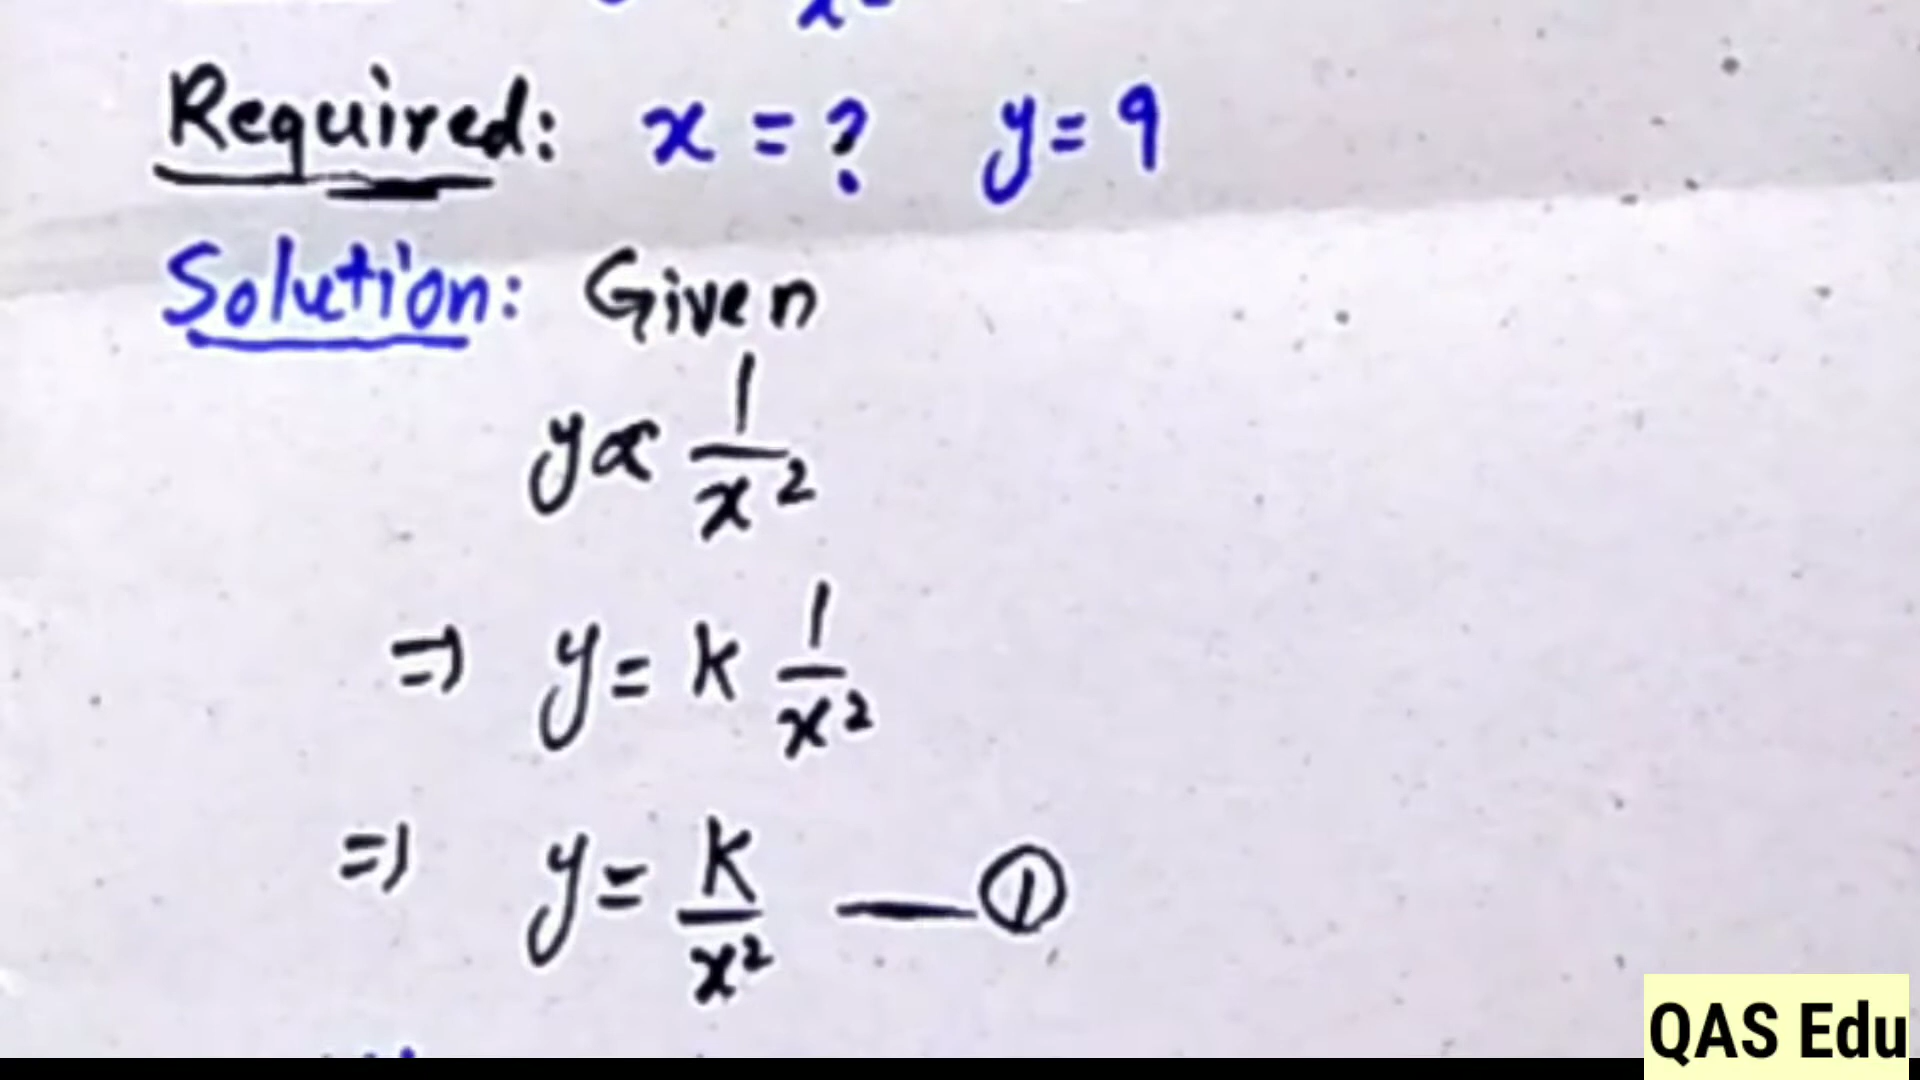 Required: x = ? y = 9
Solution: Given
y ∝ 1/x²
⇒ y = k 1/x²
⇒ y = k/x² — ①
QAS Edu